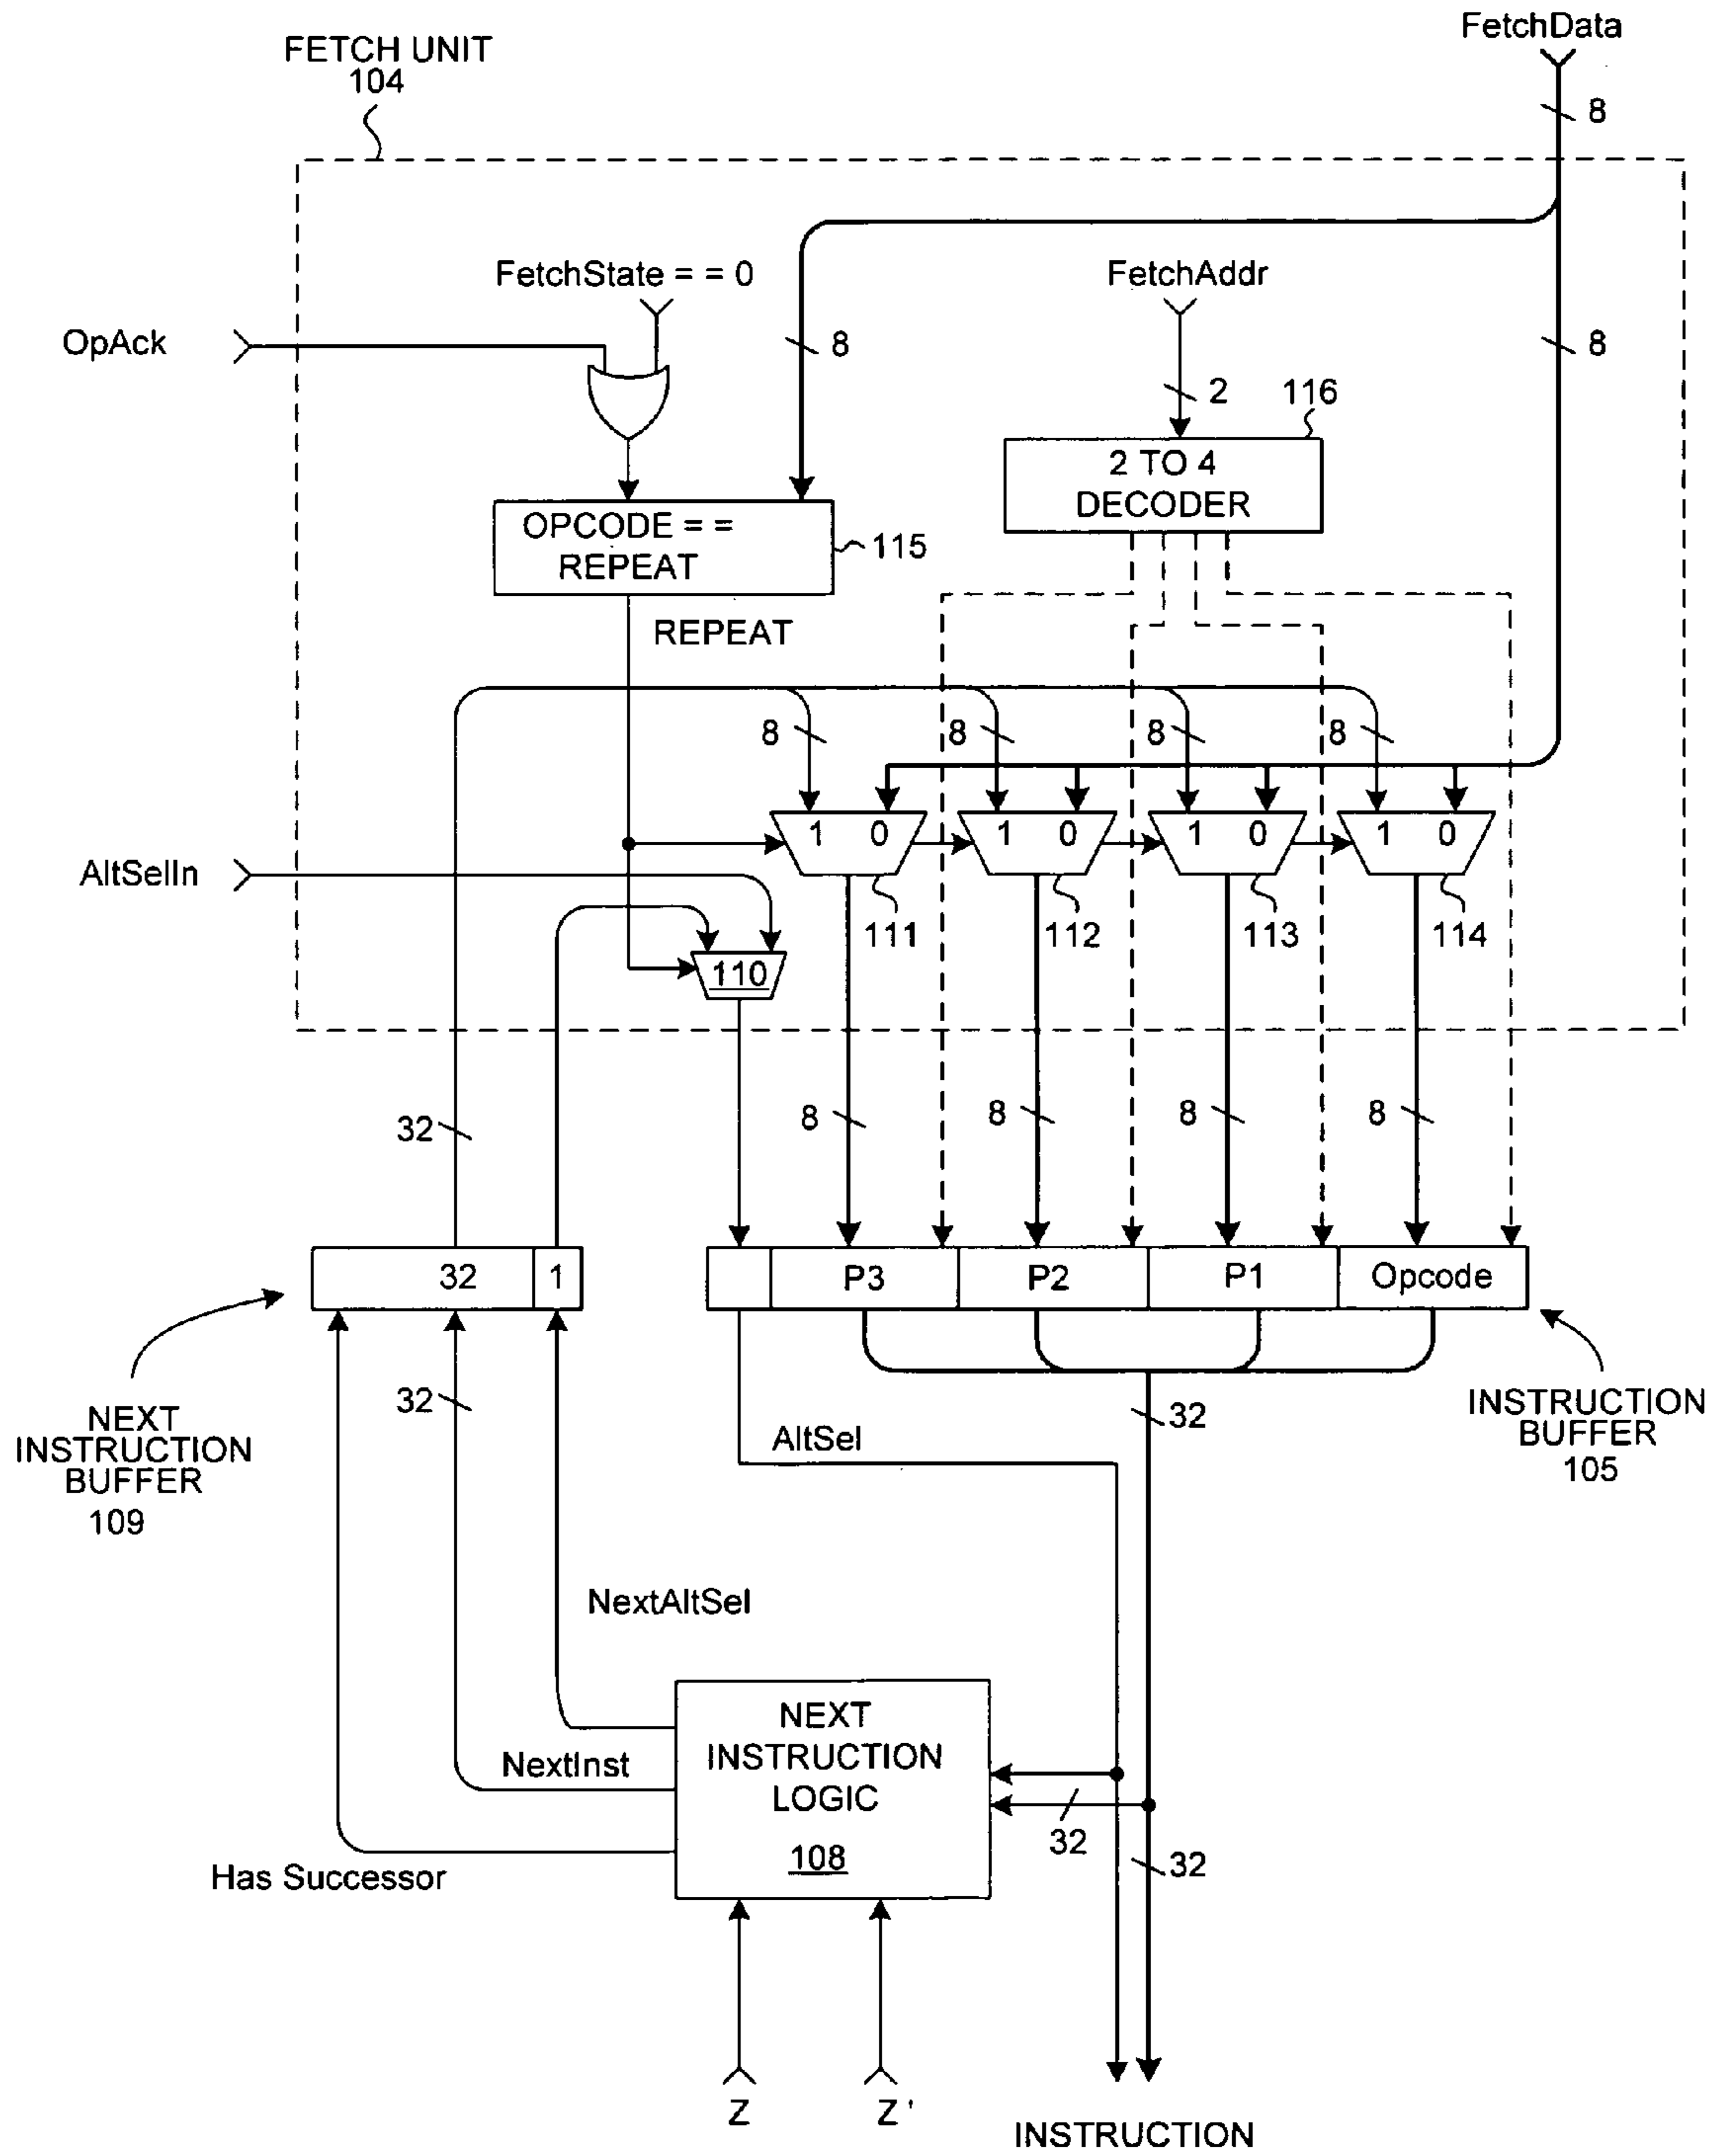 FetchData
FETCH UNIT
104
8
FetchState = = 0
FetchAddr
OpAck
8
8
2
116
2 TO 4
DECODER
OPCODE = =
REPEAT
115
REPEAT
8
8
8
8
1 0
1 0
1 0
1 0
AltSelIn
111
112
113
114
110
32
8
8
8
8
32
1
P3
P2
P1
Opcode
32
NEXT
INSTRUCTION
BUFFER
109
32
INSTRUCTION
BUFFER
105
AltSel
NextAltSel
NEXT
INSTRUCTION
LOGIC
108
NextInst
32
32
Has Successor
Z
Z'
INSTRUCTION